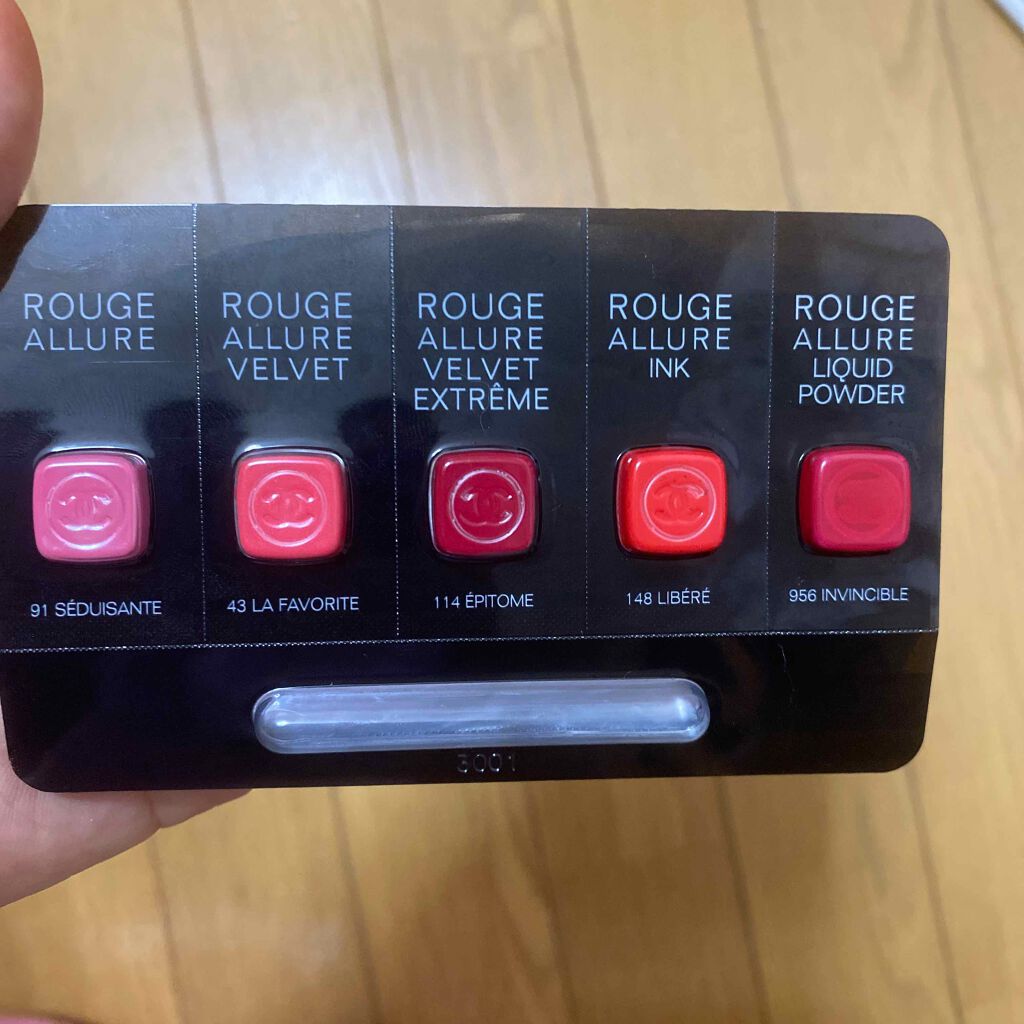 ROUGE
ALLURE
91 SÉDUISANTE
ROUGE
ALLURE
VELVET
43 LA FAVORITE
ROUGE
ALLURE
VELVET
EXTRÊME
114 ÉPITOME
ROUGE
ALLURE
INK
148 LIBÉRÉ
ROUGE
ALLURE
LIQUID
POWDER
956 INVINCIBLE
3001